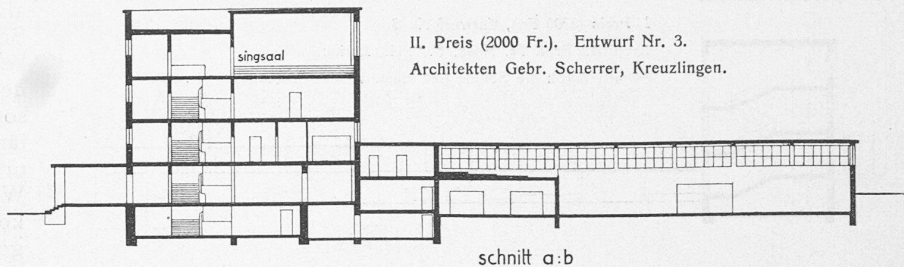 singsaal
II. Preis (2000 Fr.). Entwurf Nr. 3.
Architekten Gebr. Scherrer, Kreuzlingen.
schnitt a:b